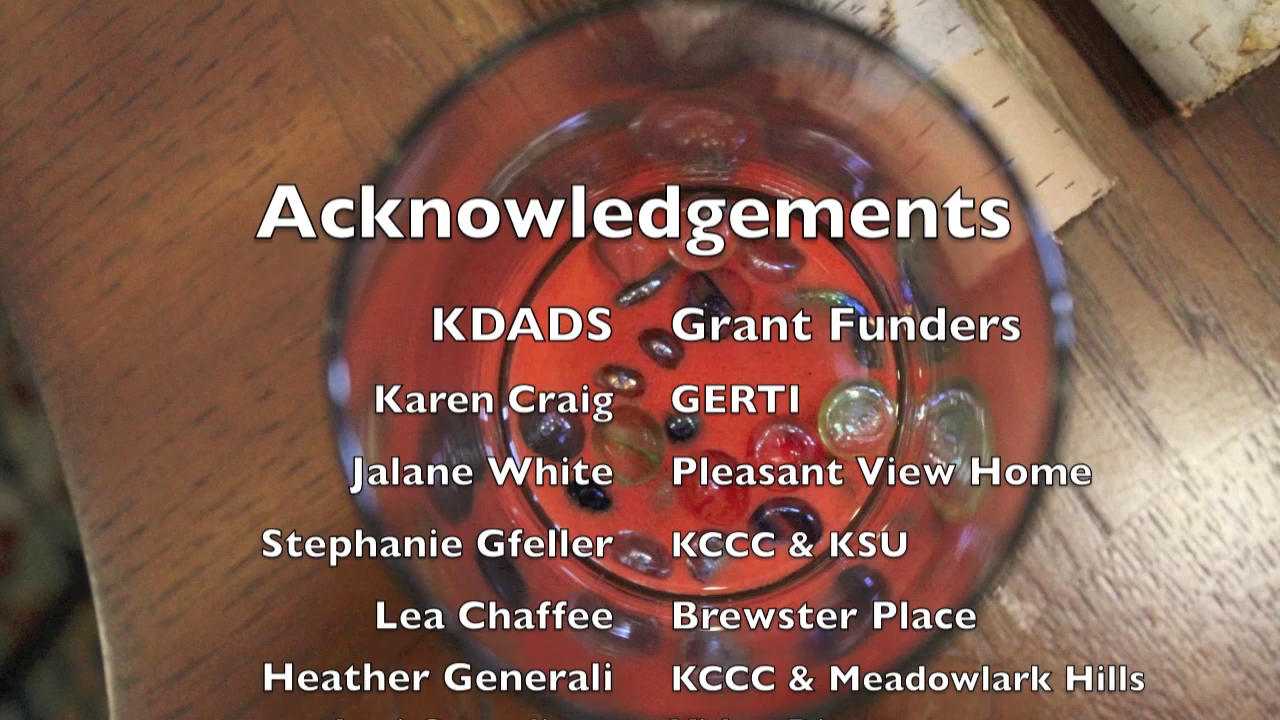 Acknowledgements
KDADS Grant Funders
Karen Craig GERTI
Jalane White Pleasant View Home
Stephanie Gfeller KCCC & KSU
Lea Chaffee Brewster Place
Heather Generali KCCC & Meadowlark Hills